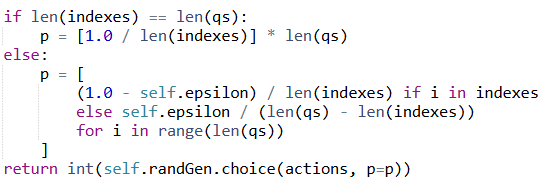 if len(indexes) == len(qs):
    p = [1.0 / len(indexes)] * len(qs)
else:
    p = [
        (1.0 - self.epsilon) / len(indexes) if i in indexes
        else self.epsilon / (len(qs) - len(indexes))
        for i in range(len(qs))
    ]
return int(self.randGen.choice(actions, p=p))